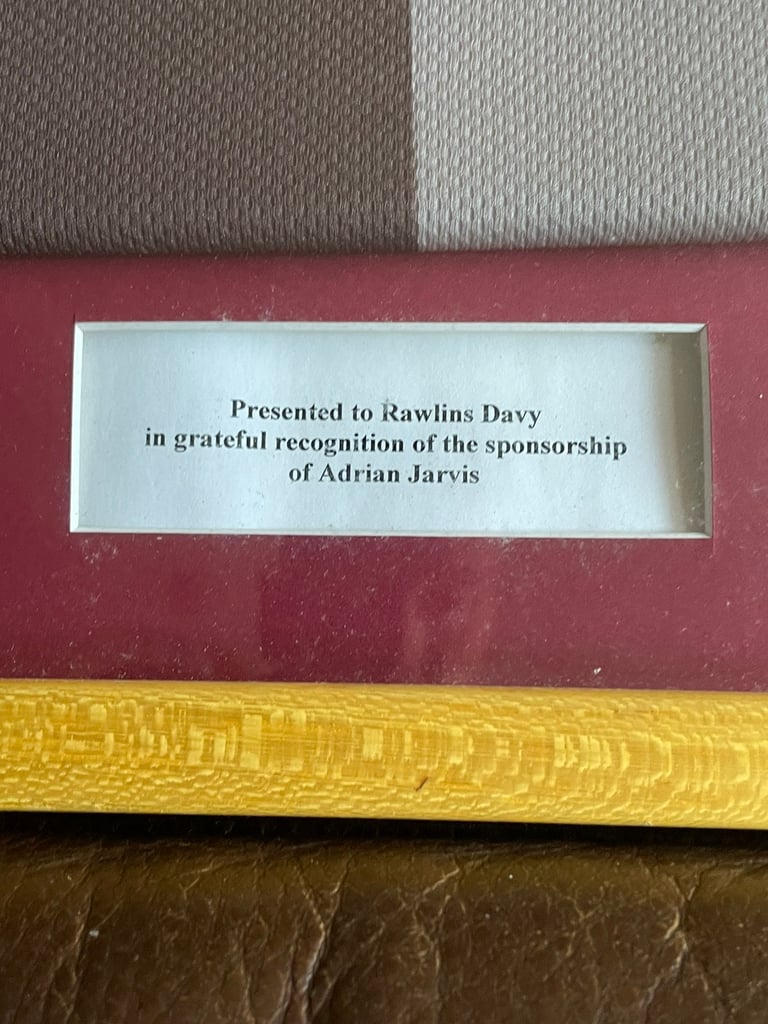 Presented to Rawlins Davy
in grateful recognition of the sponsorship
of Adrian Jarvis